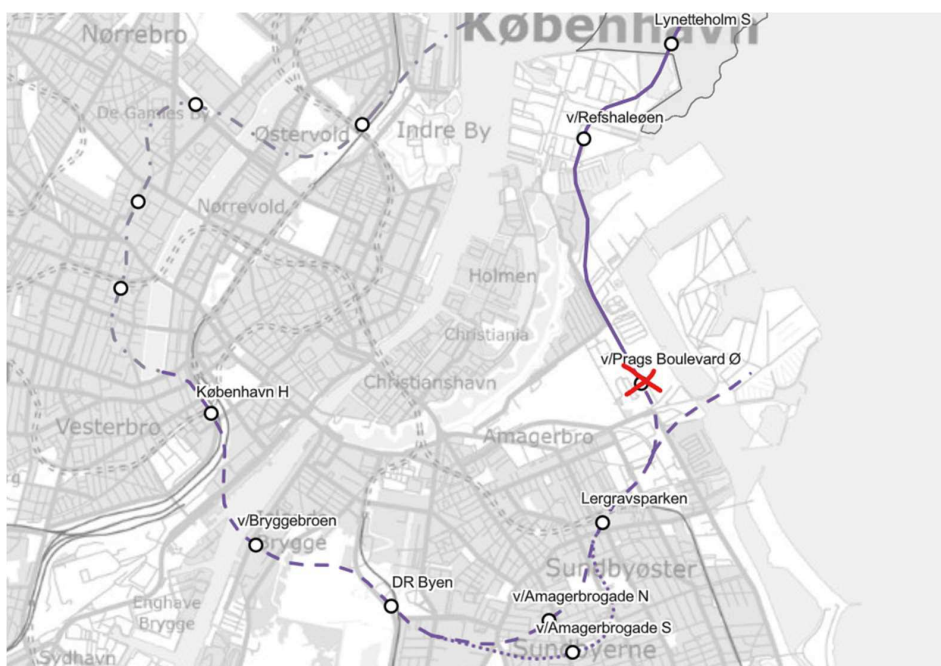 Lynetteholm S
København
Nørrebro
v/Refshaleøen
De Gamles By
Østervold
Indre By
Nørrevold
Holmen
Christiania
v/Prags Boulevard Ø
Christianshavn
København H
Vesterbro
Amagerbro
Lergravsparken
v/Bryggebroen
Brygge
Sundbyøster
DR Byen
v/Amagerbrogade N
Enghave
Brygge
v/Amagerbrogade S
Sundbyerne
Sydhavn